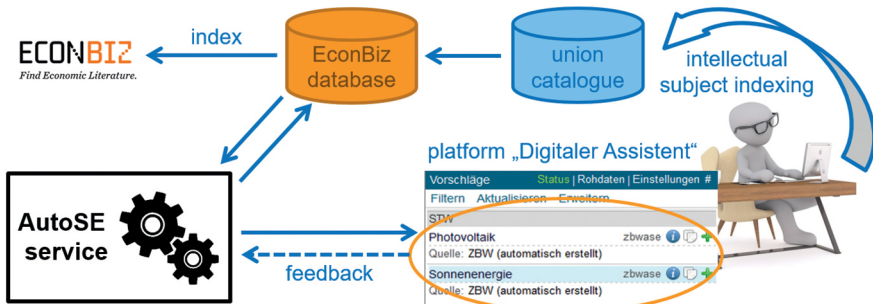 ECONBIZ
Find Economic Literature.
index
EconBiz
database
union
catalogue
intellectual
subject indexing
platform „Digitaler Assistent“
Vorschläge Status | Rohdaten | Einstellungen #
Filtern Aktualisieren Erweitern
STW
Photovoltaik zbwase
Quelle: ZBW (automatisch erstellt)
Sonnenenergie zbwase
Quelle: ZBW (automatisch erstellt)
AutoSE
service
feedback